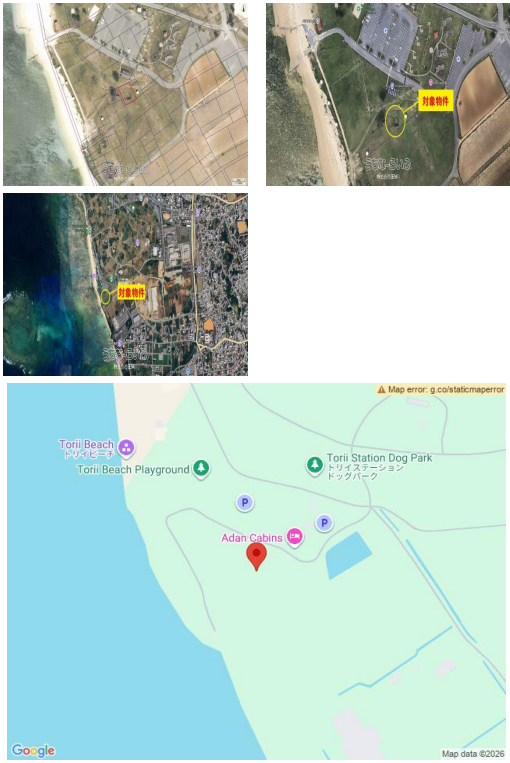 対象物件
対象物件
Map error: g.co/staticmaperror
Torii Beach
トリイビーチ
Torii Beach Playground
Torii Station Dog Park
トリイステーション
ドッグパーク
P
P
Adan Cabins
Google
Map data ©2026